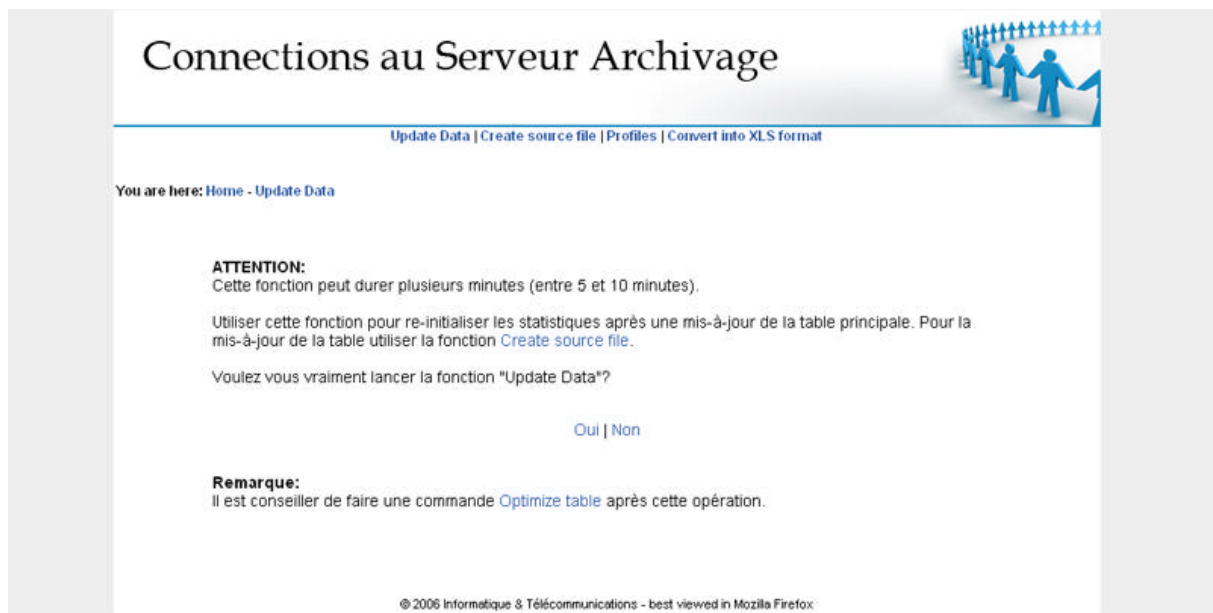 Connections au Serveur Archivage
Update Data | Create source file | Profiles | Convert into XLS format
You are here: Home - Update Data
ATTENTION:
Cette fonction peut durer plusieurs minutes (entre 5 et 10 minutes).
Utiliser cette fonction pour re-initialiser les statistiques après une mis-à-jour de la table principale. Pour la
mis-à-jour de la table utiliser la fonction Create source file.
Voulez vous vraiment lancer la fonction "Update Data"?
Oui | Non
Remarque:
Il est conseiller de faire une commande Optimize table après cette opération.
© 2006 Informatique & Télécommunications - best viewed in Mozilla Firefox